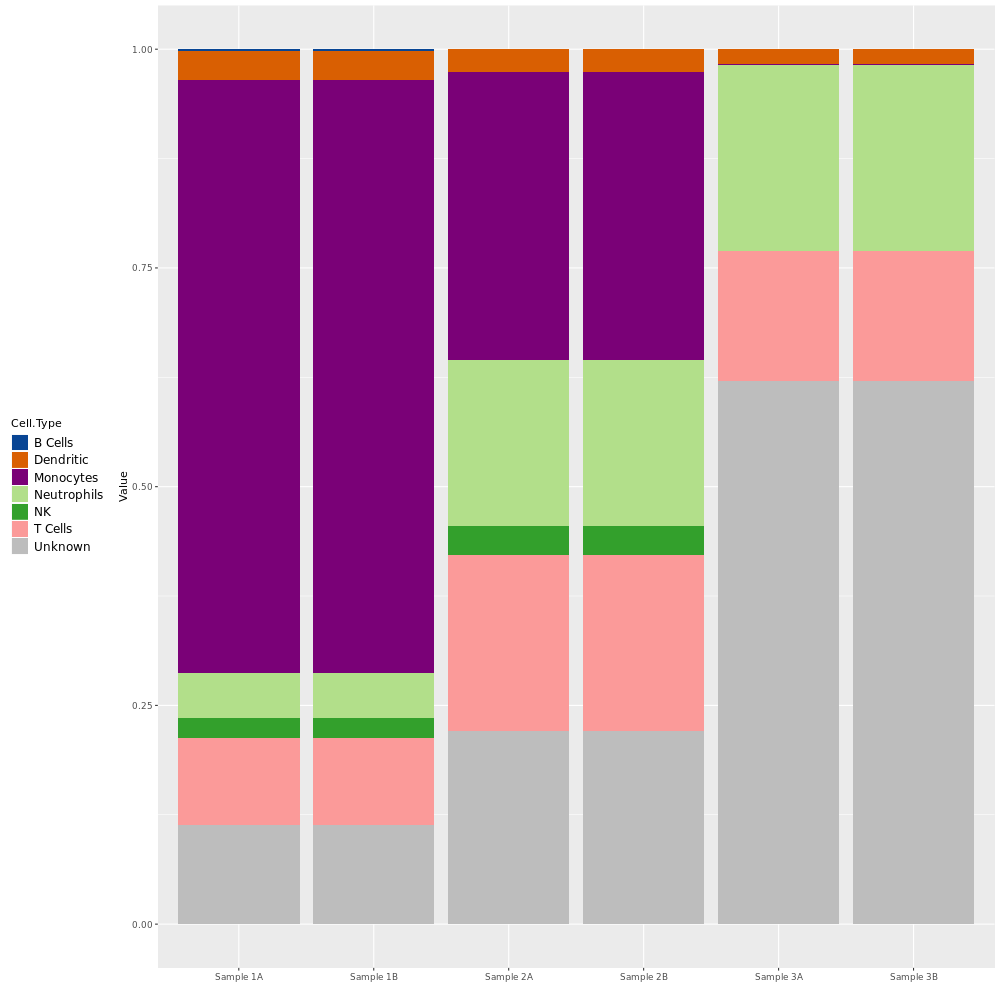 Cell.Type
B Cells
Dendritic
Monocytes
Neutrophils
NK
T Cells
Unknown
Value
1.00
0.75
0.50
0.25
0.00
Sample 1A
Sample 1B
Sample 2A
Sample 2B
Sample 3A
Sample 3B